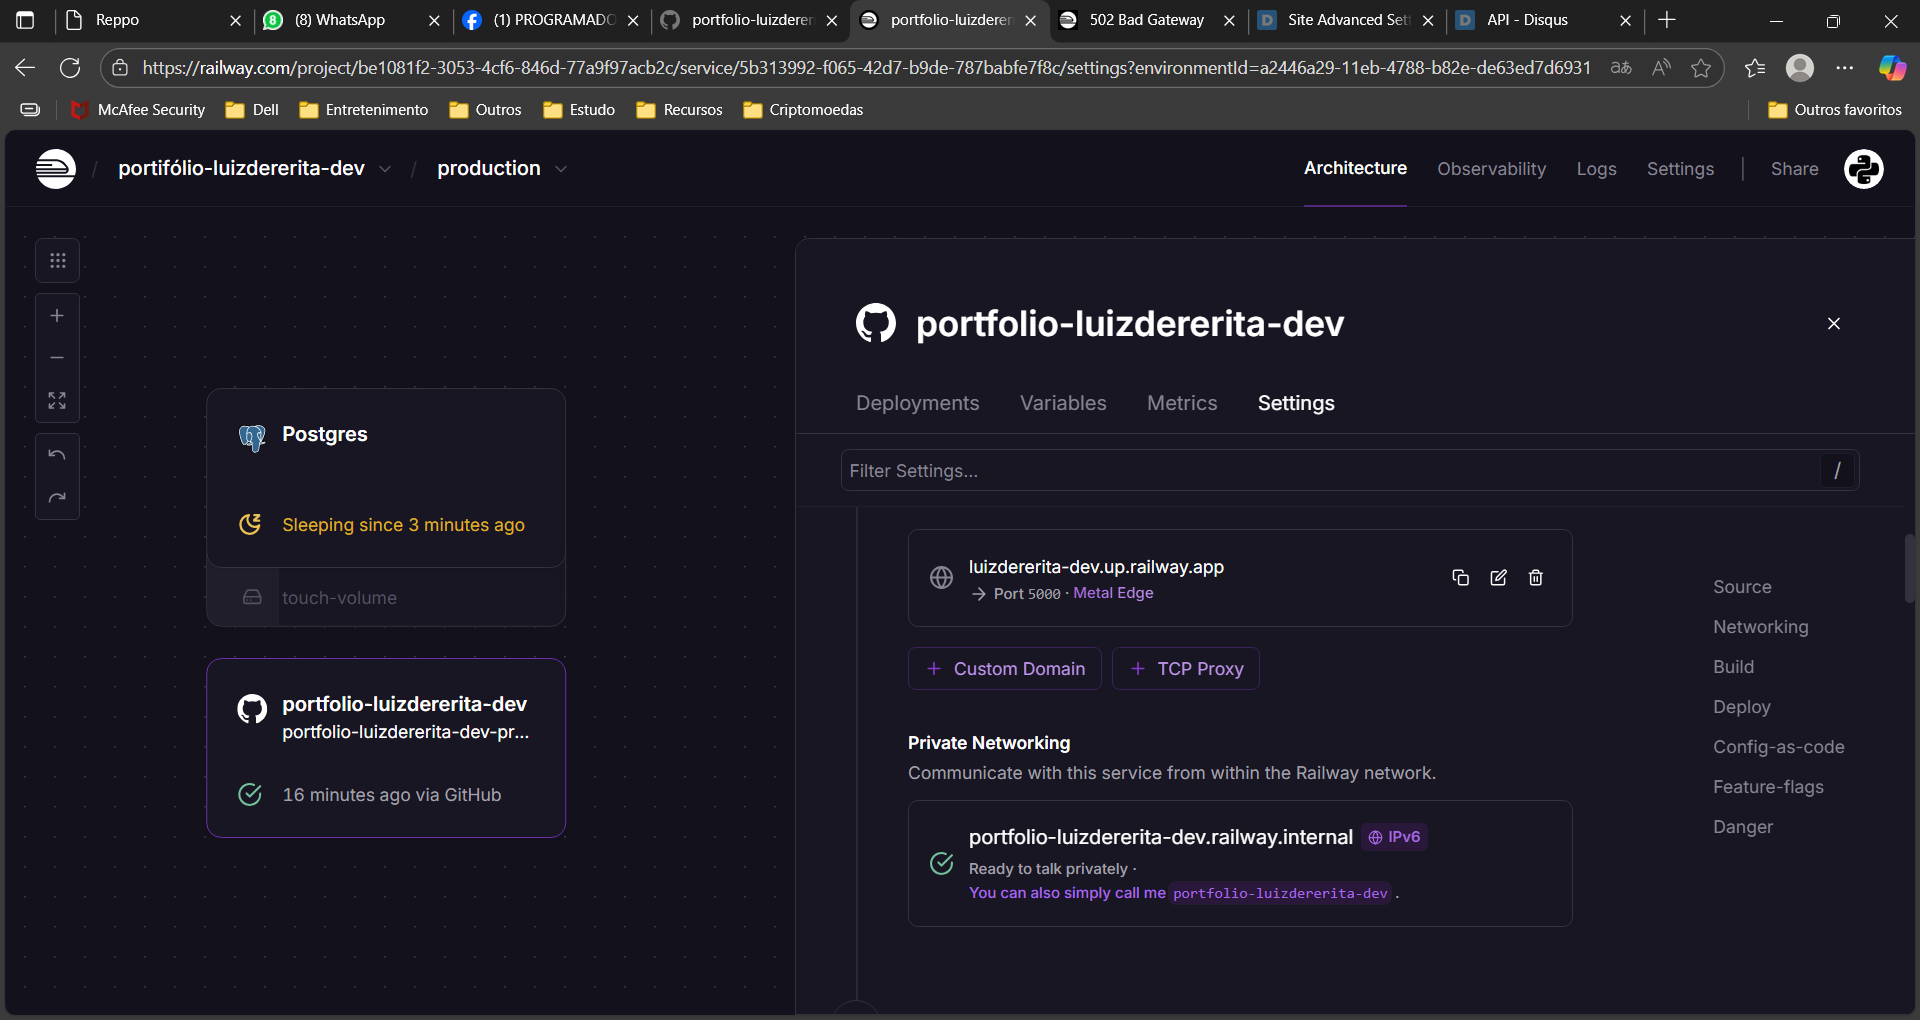 Reppo
(8) WhatsApp
(1) PROGRAMADO
portfolio-luizderer
portfolio-luizderer
502 Bad Gateway
Site Advanced Set
API - Disqus
https://railway.com/project/be1081f2-3053-4cf6-846d-77a9f97acb2c/service/5b313992-f065-42d7-b9de-787babfe7f8c/settings?environmentId=a2446a29-11eb-4788-b82e-de63ed7d6931
McAfee Security
Dell
Entretenimento
Outros
Estudo
Recursos
Criptomoedas
Outros favoritos
/ portifólio-luizdererita-dev / production
Architecture
Observability
Logs
Settings
Share
Postgres
Sleeping since 3 minutes ago
touch-volume
portfolio-luizdererita-dev
portfolio-luizdererita-dev-pr...
16 minutes ago via GitHub
portfolio-luizdererita-dev
Deployments
Variables
Metrics
Settings
Filter Settings...
/
luizdererita-dev.up.railway.app
→ Port 5000 · Metal Edge
+ Custom Domain
+ TCP Proxy
Private Networking
Communicate with this service from within the Railway network.
portfolio-luizdererita-dev.railway.internal IPv6
Ready to talk privately ·
You can also simply call me portfolio-luizdererita-dev .
Source
Networking
Build
Deploy
Config-as-code
Feature-flags
Danger